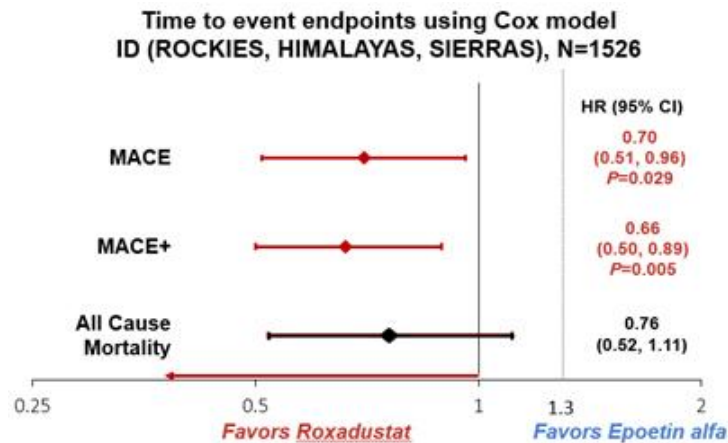 Time to event endpoints using Cox model
ID (ROCKIES, HIMALAYAS, SIERRAS), N=1526
HR (95% CI)
MACE
0.70
(0.51, 0.96)
P=0.029
MACE+
0.66
(0.50, 0.89)
P=0.005
All Cause
Mortality
0.76
(0.52, 1.11)
0.25
0.5
1
1.3
2
Favors Roxadustat
Favors Epoetin alfa